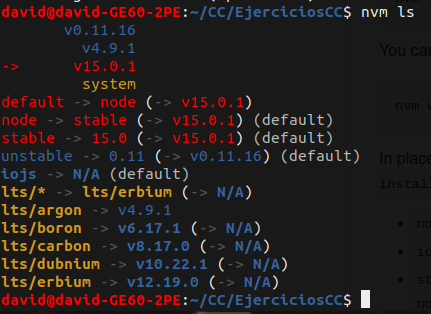 david@david-GE60-2PE:~/CC/EjerciciosCC$ nvm ls
v0.11.16
v4.9.1
-> v15.0.1
system
default -> node (-> v15.0.1)
node -> stable (-> v15.0.1) (default)
stable -> 15.0 (-> v15.0.1) (default)
unstable -> 0.11 (-> v0.11.16) (default)
iojs -> N/A (default)
lts/* -> lts/erbium (-> N/A)
lts/argon -> v4.9.1
lts/boron -> v6.17.1 (-> N/A)
lts/carbon -> v8.17.0 (-> N/A)
lts/dubnium -> v10.22.1 (-> N/A)
lts/erbium -> v12.19.0 (-> N/A)
david@david-GE60-2PE:~/CC/EjerciciosCC$
You can
nvm
In place
instal
no
io
st